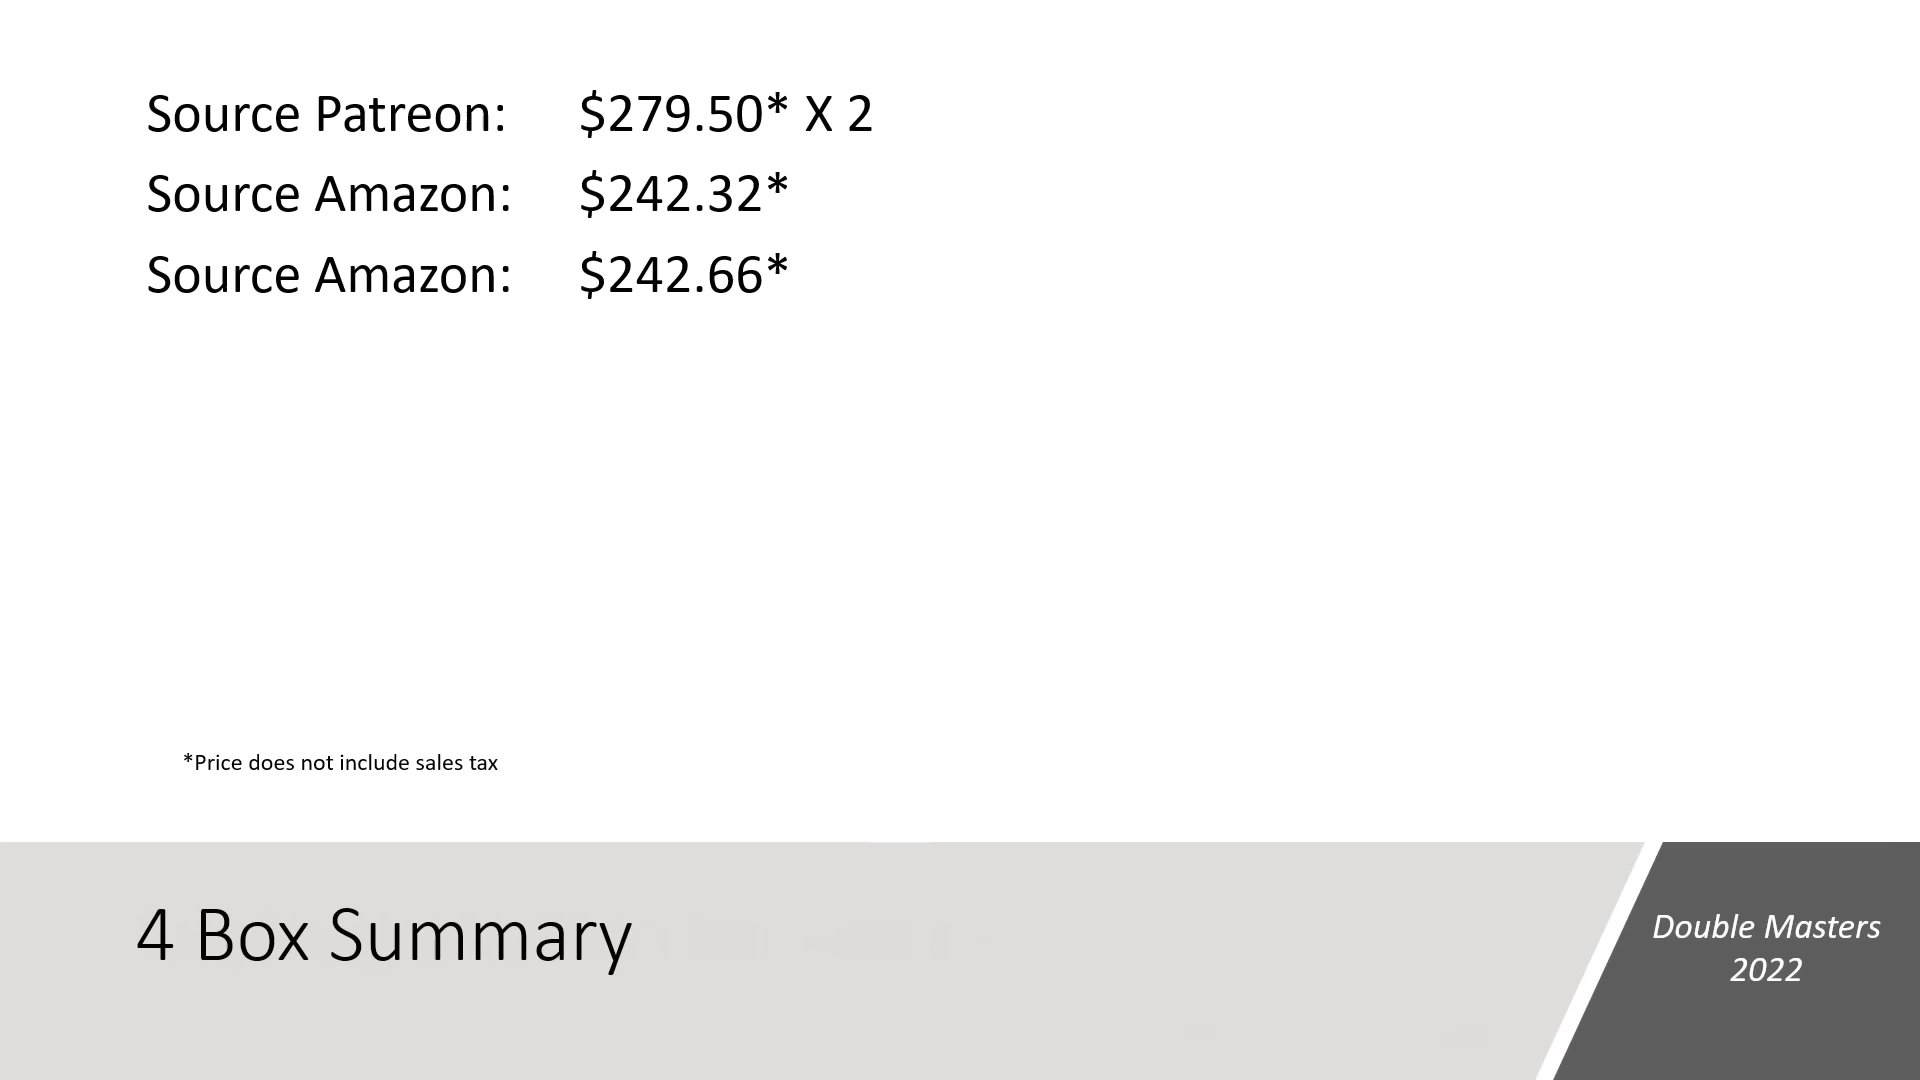 Source Patreon: $279.50* X 2
Source Amazon: $242.32*
Source Amazon: $242.66*
*Price does not include sales tax
4 Box Summary
Double Masters
2022